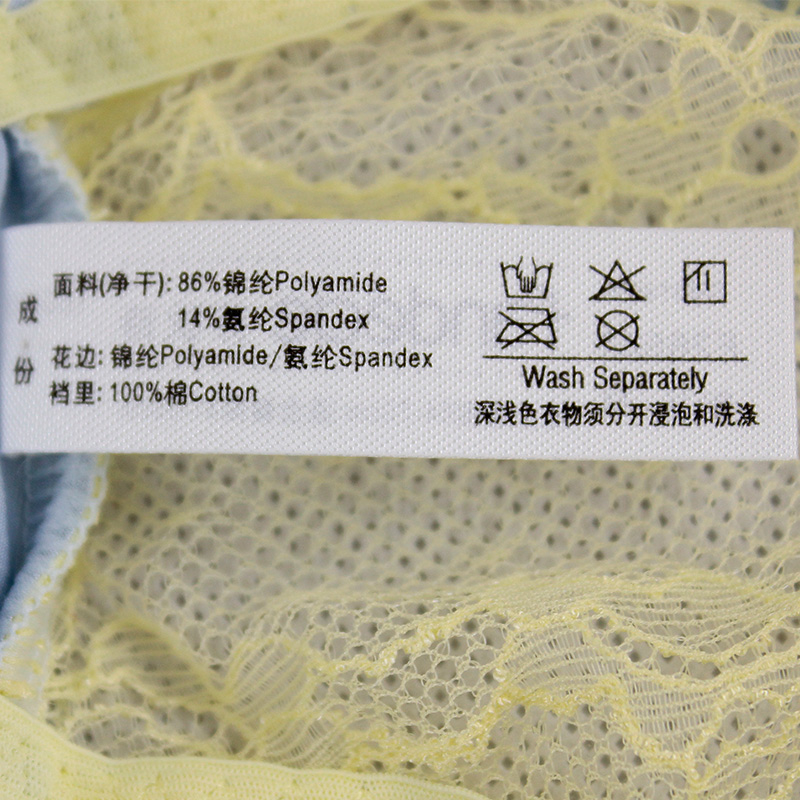 成份
面料(净干): 86%锦纶Polyamide
14%氨纶Spandex
花边: 锦纶Polyamide/氨纶Spandex
裆里: 100%棉Cotton
Wash Separately
深浅色衣物须分开浸泡和洗涤